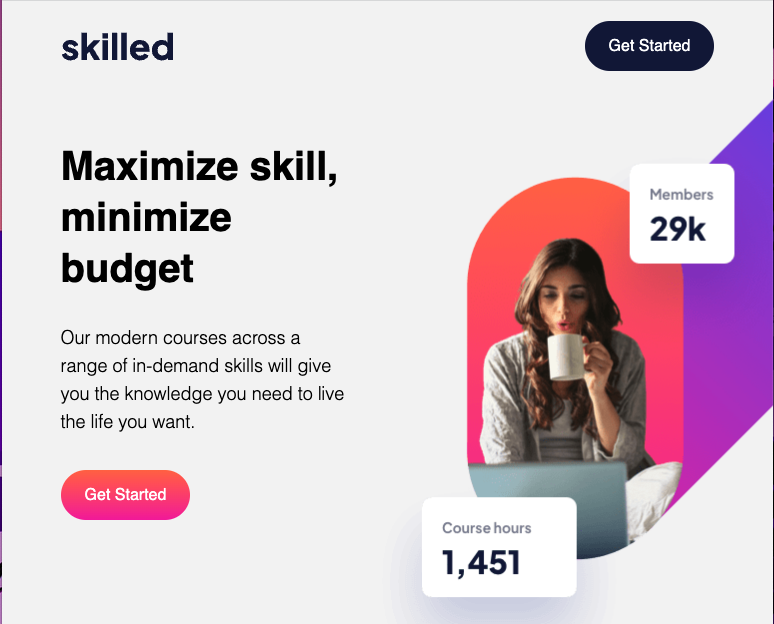 skilled
Get Started
Maximize skill,
minimize
budget
Our modern courses across a
range of in-demand skills will give
you the knowledge you need to live
the life you want.
Get Started
Members
29k
Course hours
1,451